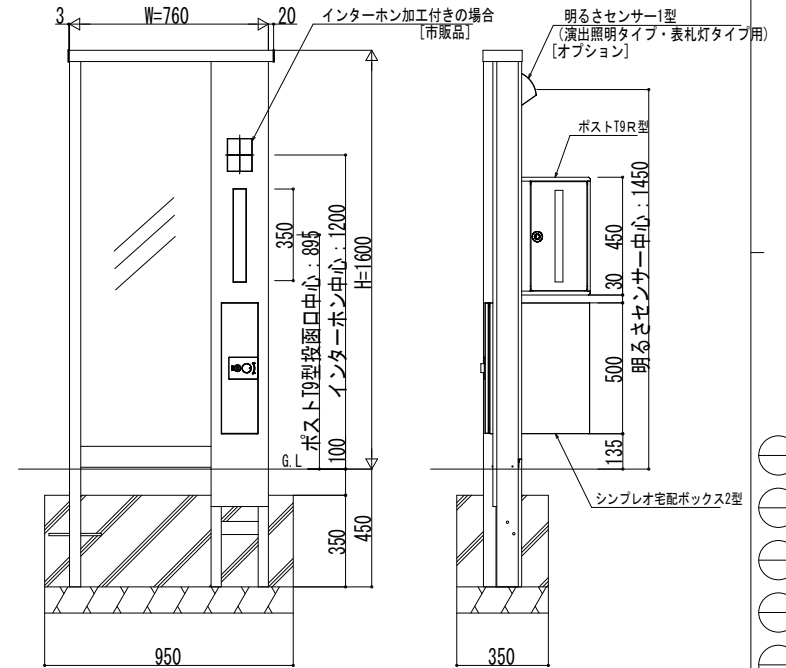 3
W=760
20
インターホン加工付きの場合
[市販品]
明るさセンサー1型
(演出照明タイプ・表札灯タイプ用)
[オプション]
ポストT9R型
350
ポストT9型投函口中心:895
インターホン中心:1200
H=1600
450
30
明るさセンサー中心:1450
500
135
G.L
100
350
450
シンプレオ宅配ボックス2型
950
350